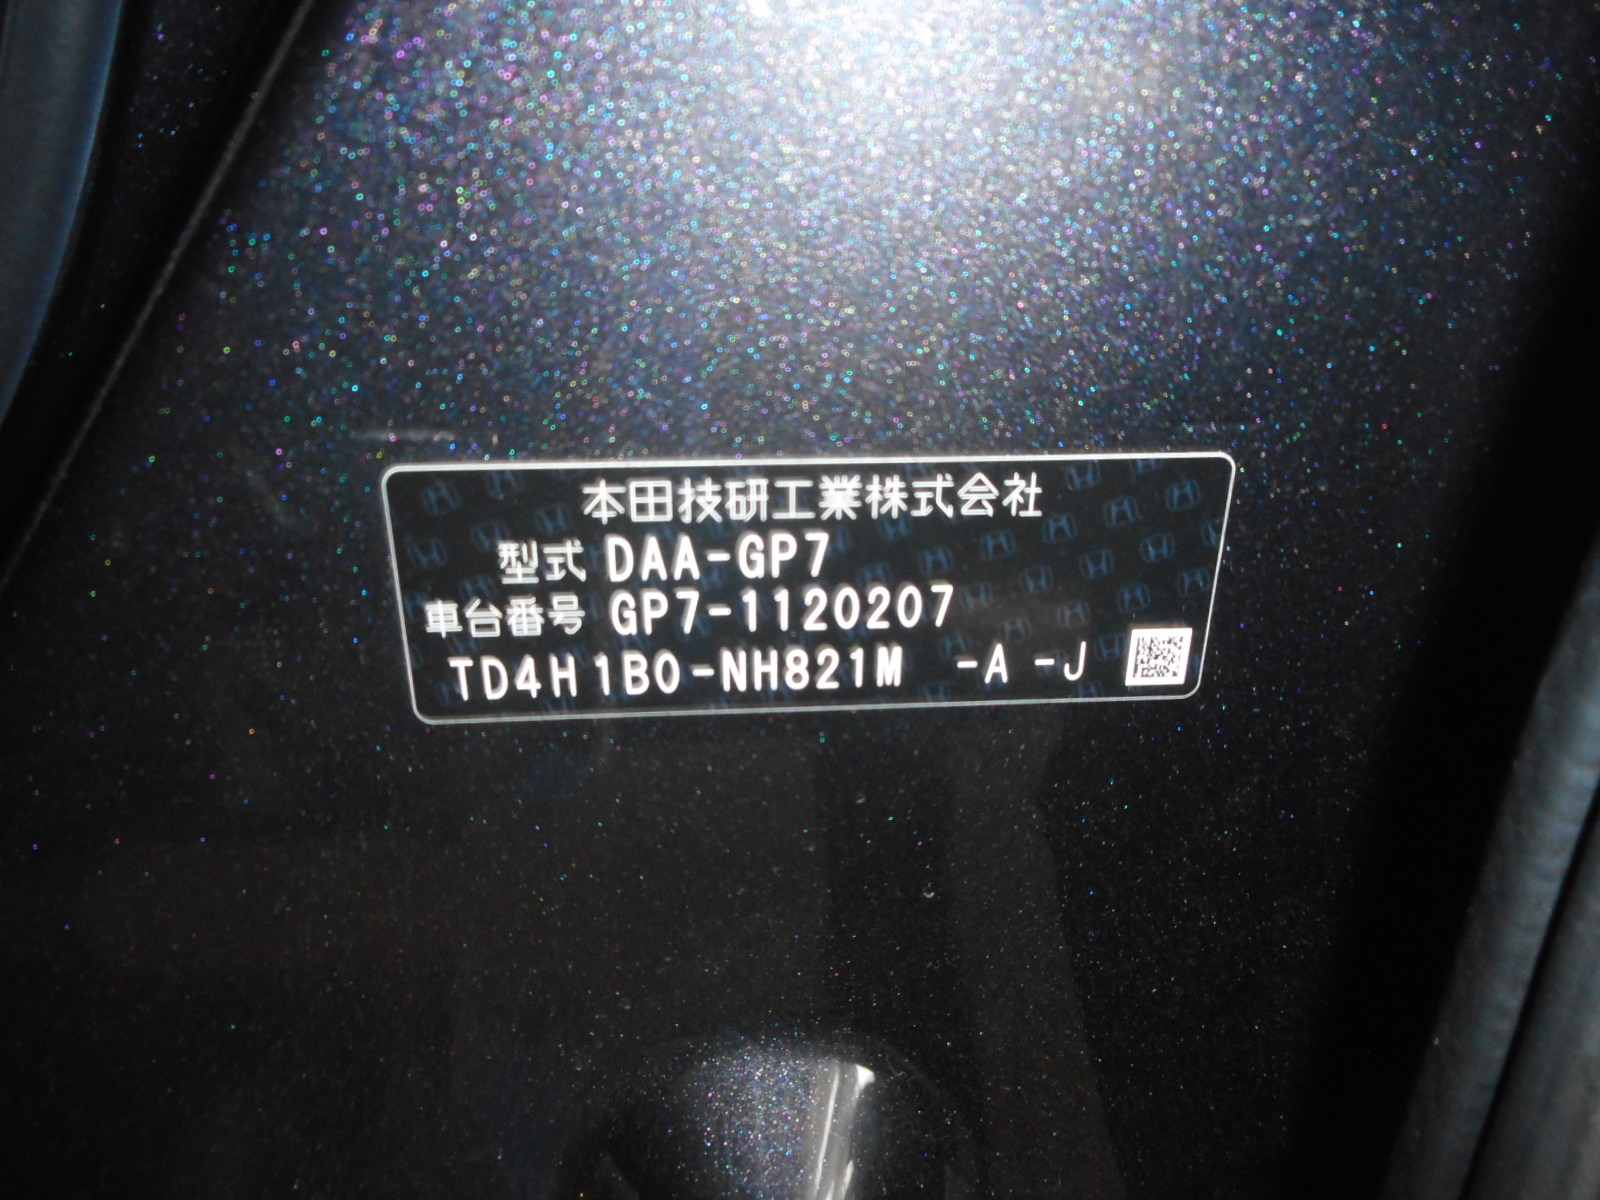 本田技研工業株式会社
型式 DAA-GP7
車台番号 GP7-1120207
TD4H1B0-NH821M -A -J